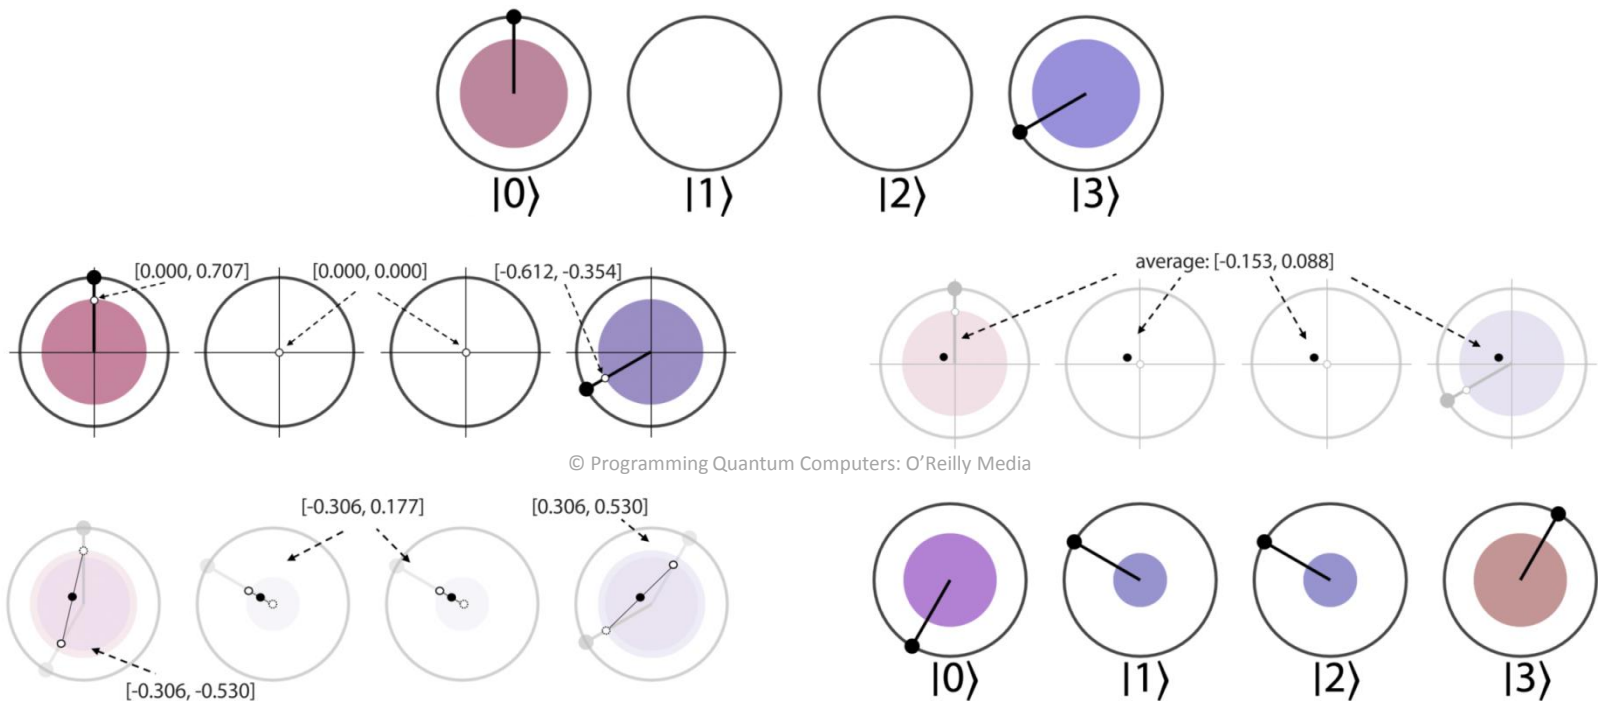 |0⟩ |1⟩ |2⟩ |3⟩
[0.000, 0.707] [0.000, 0.000] [-0.612, -0.354]
average: [-0.153, 0.088]
© Programming Quantum Computers: O’Reilly Media
[-0.306, 0.177] [0.306, 0.530]
[-0.306, -0.530]
|0⟩ |1⟩ |2⟩ |3⟩